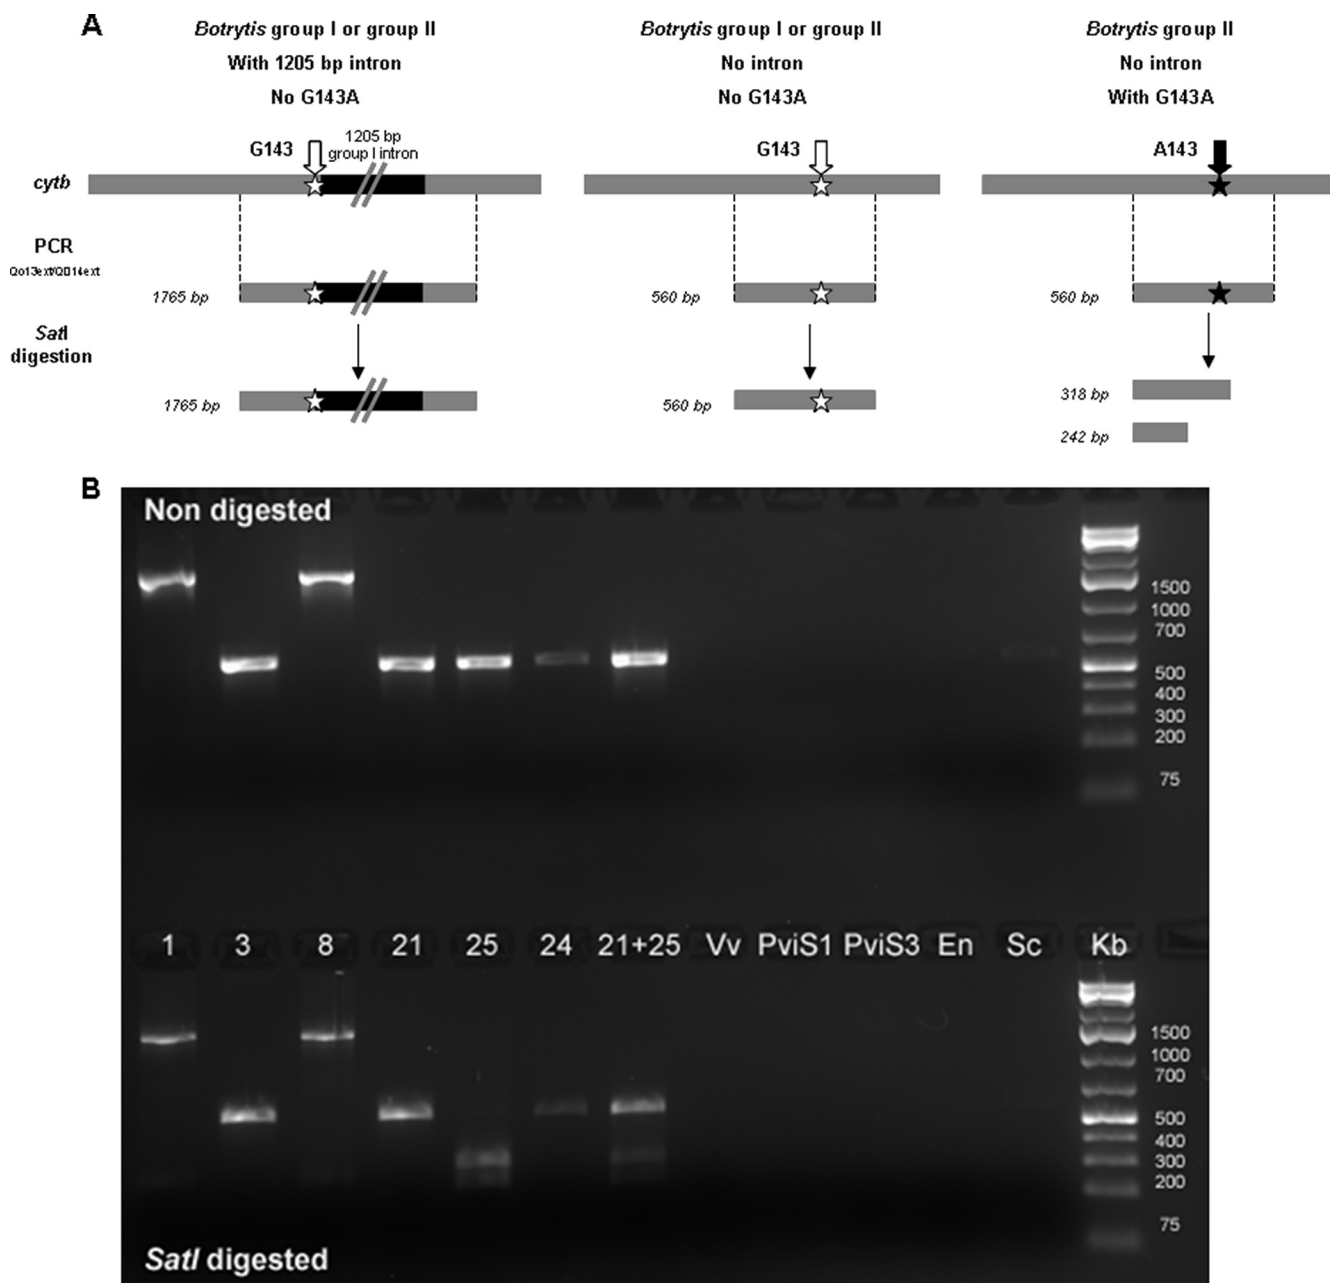 A
Botrytis group I or group II
With 1205 bp intron
No G143A
Botrytis group I or group II
No intron
No G143A
Botrytis group II
No intron
With G143A
G143
1205 bp
group I intron
G143
A143
cytb
PCR
1765 bp
560 bp
560 bp
SatI
digestion
1765 bp
560 bp
318 bp
242 bp
B
Non digested
1500
1000
700
500
400
300
200
75
1 3 8 21 25 24 21+25 Vv PviS1 PviS3 En Sc Kb
1500
1000
700
500
400
300
200
75
SatI digested